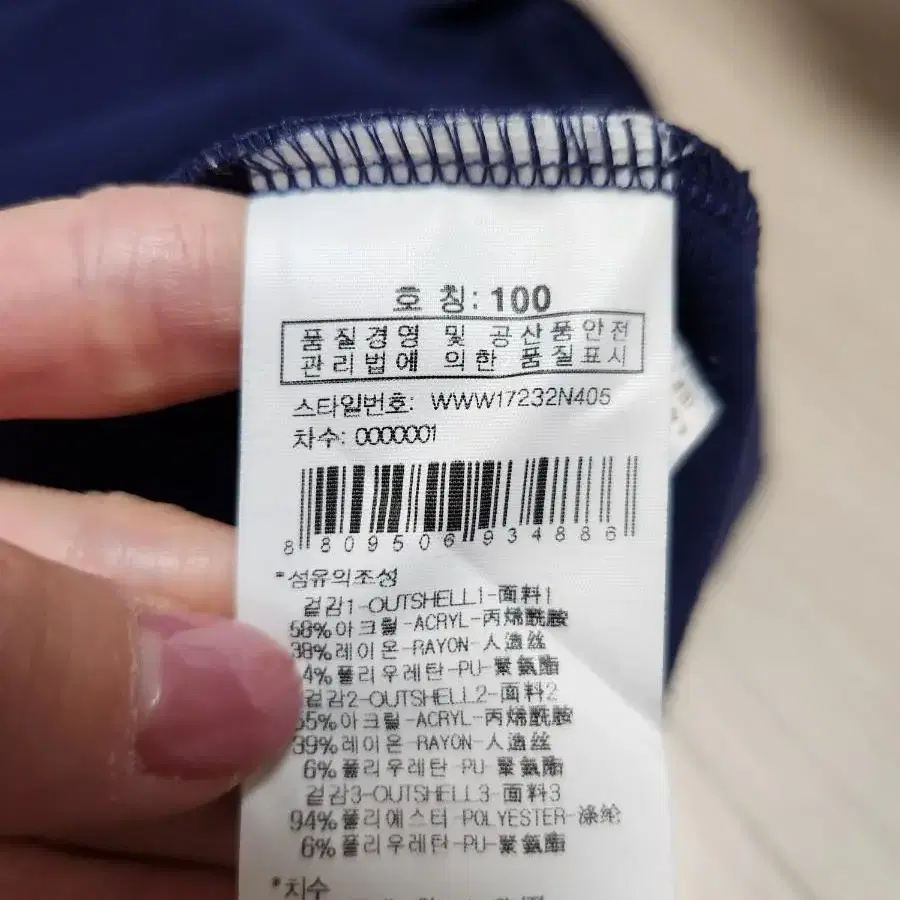 호 칭: 100
품질경영 및 공산품안전
관리법에 의한 품질표시
스타일번호: WWW17232N405
차수: 0000001
8 809506 934886
*섬유의조성
겉감1-OUTSHELL1-面料1
58%아크릴-ACRYL-丙烯酰胺
38%레이온-RAYON-人造丝
4%폴리우레탄-PU-聚氨酯
겉감2-OUTSHELL2-面料2
55%아크릴-ACRYL-丙烯酰胺
39%레이온-RAYON-人造丝
6%폴리우레탄-PU-聚氨酯
겉감3-OUTSHELL3-面料3
94%폴리에스터-POLYESTER-涤纶
6%폴리우레탄-PU-聚氨酯
*치수